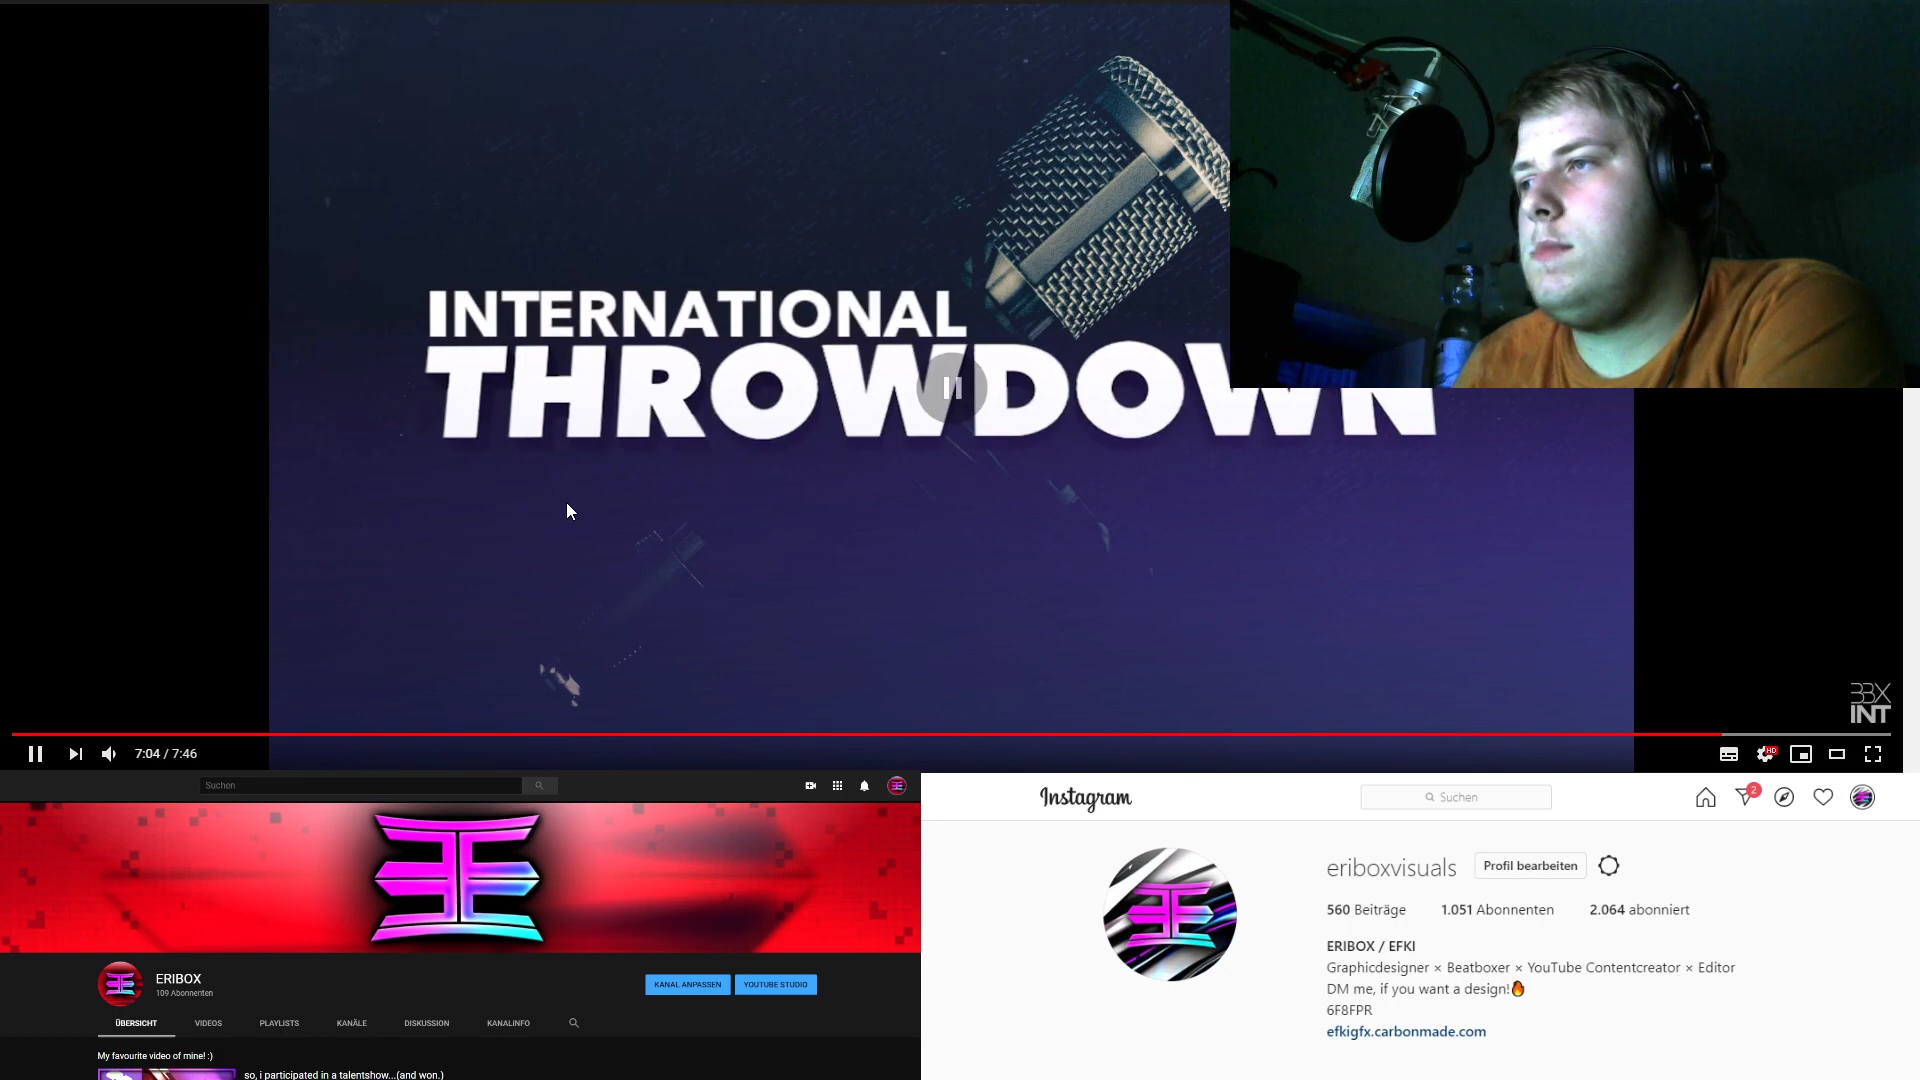 INTERNATIONAL
THROWDOWN
BBX
INT
7:04 / 7:46
HD
Suchen
ERIBOX
109 Abonnenten
KANAL ANPASSEN
YOUTUBE STUDIO
ÜBERSICHT VIDEOS PLAYLISTS KANÄLE DISKUSSION KANALINFO
My favourite video of mine! :)
so, i participated in a talentshow...(and won.)
Instagram
Suchen
2
eriboxvisuals
Profil bearbeiten
560 Beiträge 1.051 Abonnenten 2.064 abonniert
ERIBOX / EFKI
Graphicdesigner × Beatboxer × YouTube Contentcreator × Editor
DM me, if you want a design!🔥
6F8FPR
efkigfx.carbonmade.com